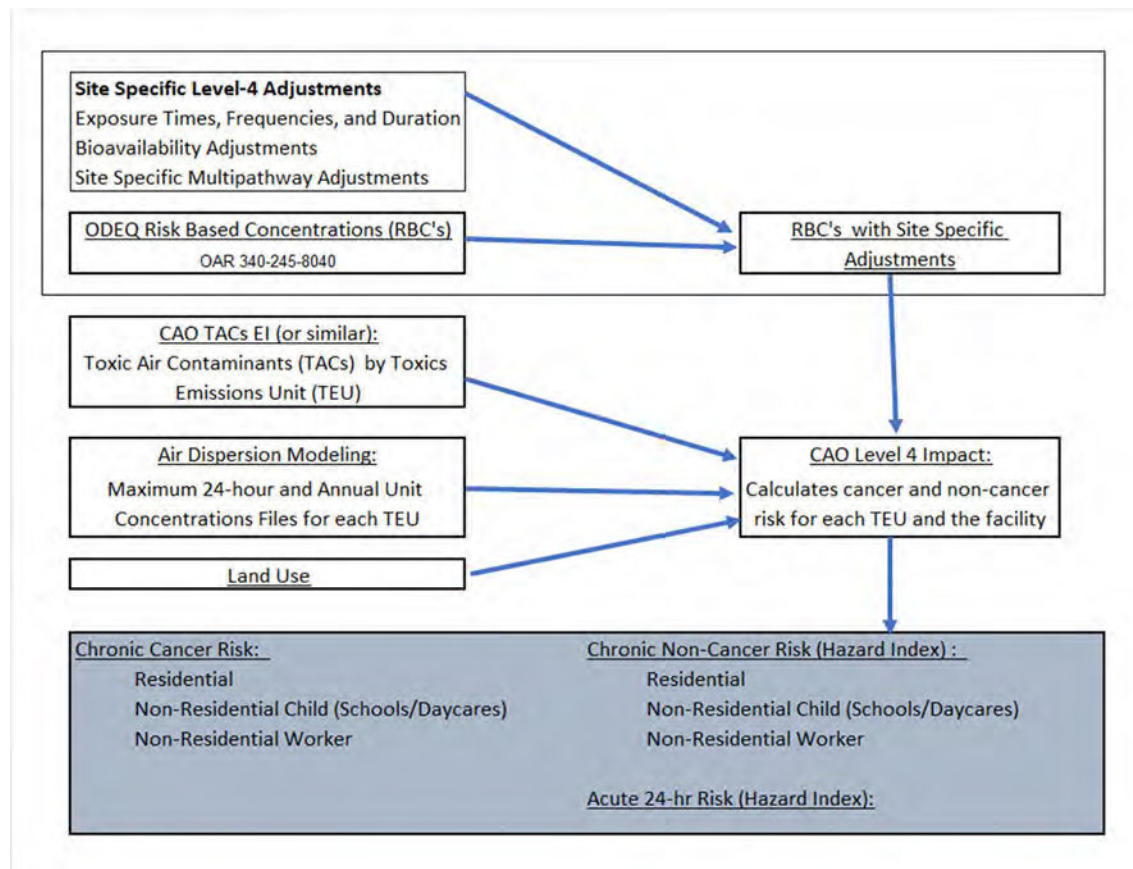 Site Specific Level-4 Adjustments
Exposure Times, Frequencies, and Duration
Bioavailability Adjustments
Site Specific Multipathway Adjustments
ODEQ Risk Based Concentrations (RBC's)
OAR 340-245-8040
RBC's with Site Specific
Adjustments
CAO TACs EI (or similar):
Toxic Air Contaminants (TACs) by Toxics
Emissions Unit (TEU)
Air Dispersion Modeling:
Maximum 24-hour and Annual Unit
Concentrations Files for each TEU
CAO Level 4 Impact:
Calculates cancer and non-cancer
risk for each TEU and the facility
Land Use
Chronic Cancer Risk:
Residential
Non-Residential Child (Schools/Daycares)
Non-Residential Worker
Chronic Non-Cancer Risk (Hazard Index) :
Residential
Non-Residential Child (Schools/Daycares)
Non-Residential Worker
Acute 24-hr Risk (Hazard Index):